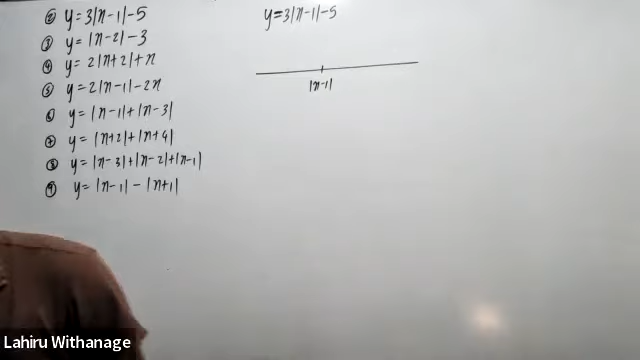 ② y = 3|x-1|-5
③ y = |x-2|-3
④ y = 2|x+2|+x
⑤ y = 2|x-1|-2x
⑥ y = |x-1|+|x-3|
⑦ y = |x+2|+|x+4|
⑧ y = |x-3|+|x-2|+|x-1|
⑨ y = |x-1|-|x+1|
y=3|x-1|-5
|x-1|
Lahiru Withanage